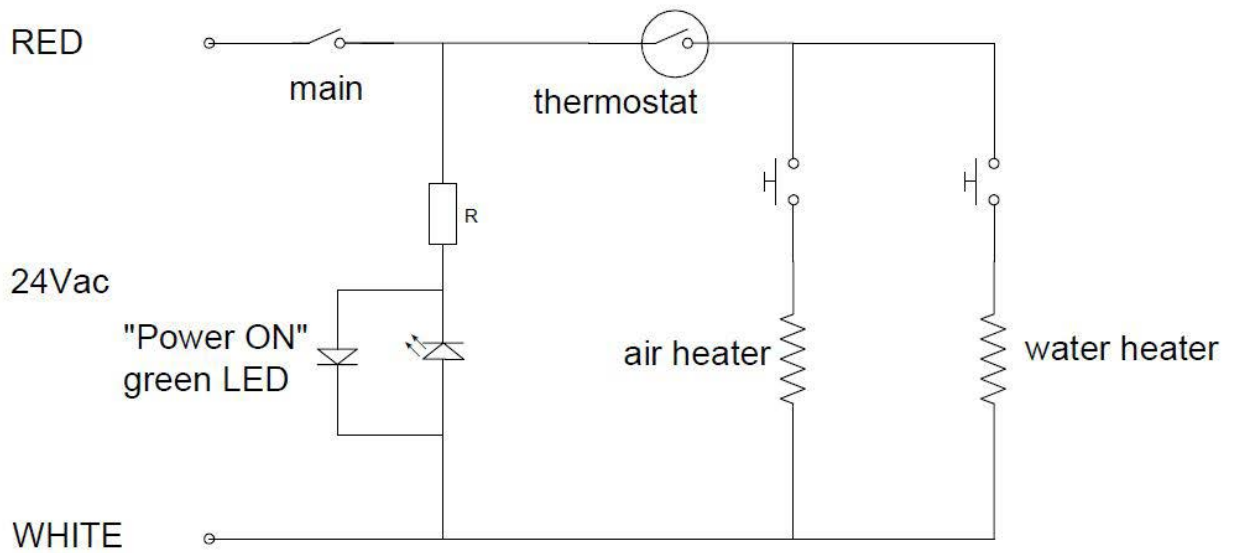 RED
main
thermostat
R
24Vac
"Power ON"
green LED
air heater
water heater
WHITE